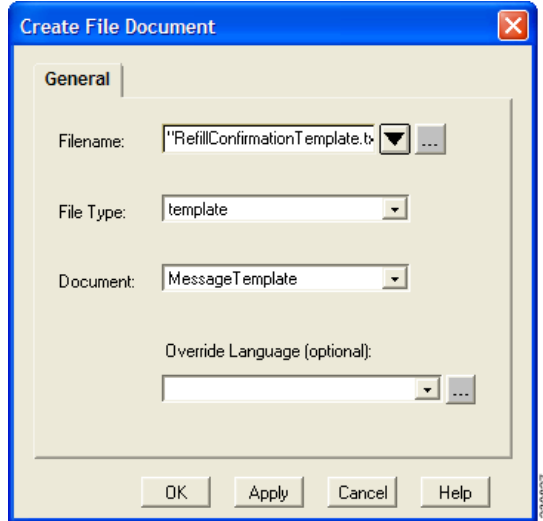 Create File Document
General
Filename: "RefillConfirmationTemplate.tx ...
File Type: template
Document: MessageTemplate
Override Language (optional):
...
OK Apply Cancel Help